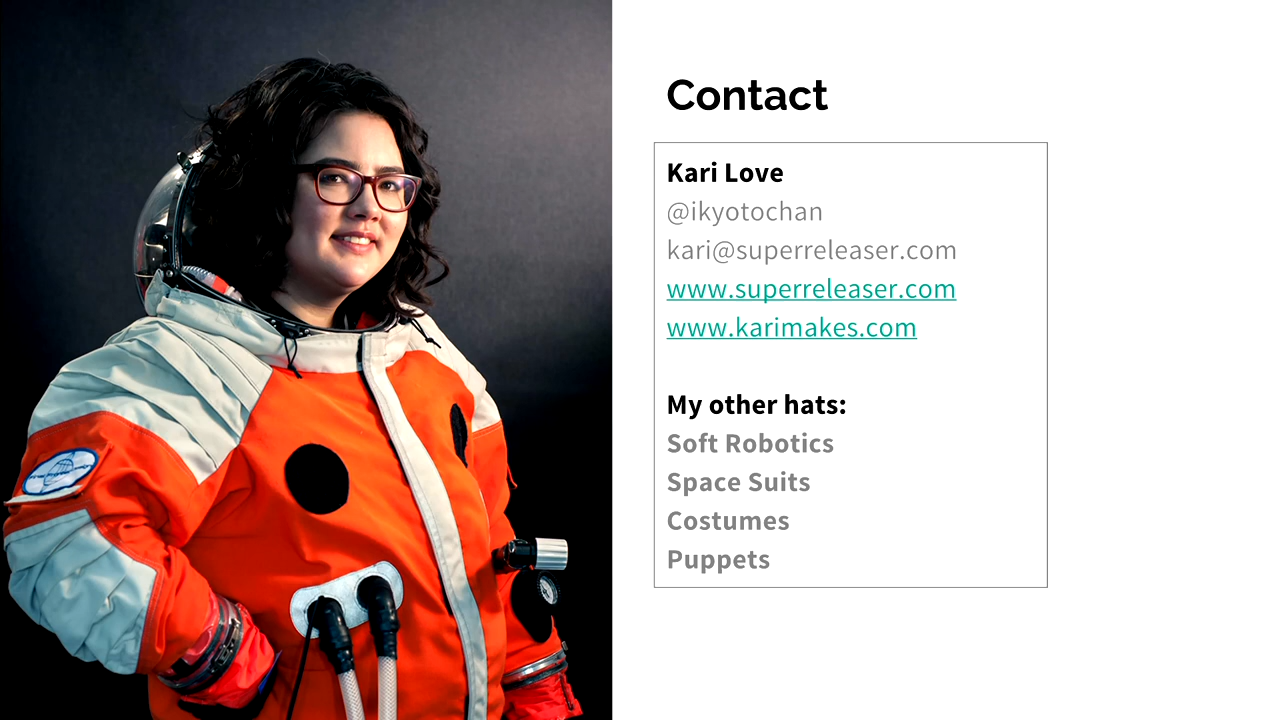 Contact
Kari Love
@ikyotochan
kari@superreleaser.com
www.superreleaser.com
www.karimakes.com
My other hats:
Soft Robotics
Space Suits
Costumes
Puppets